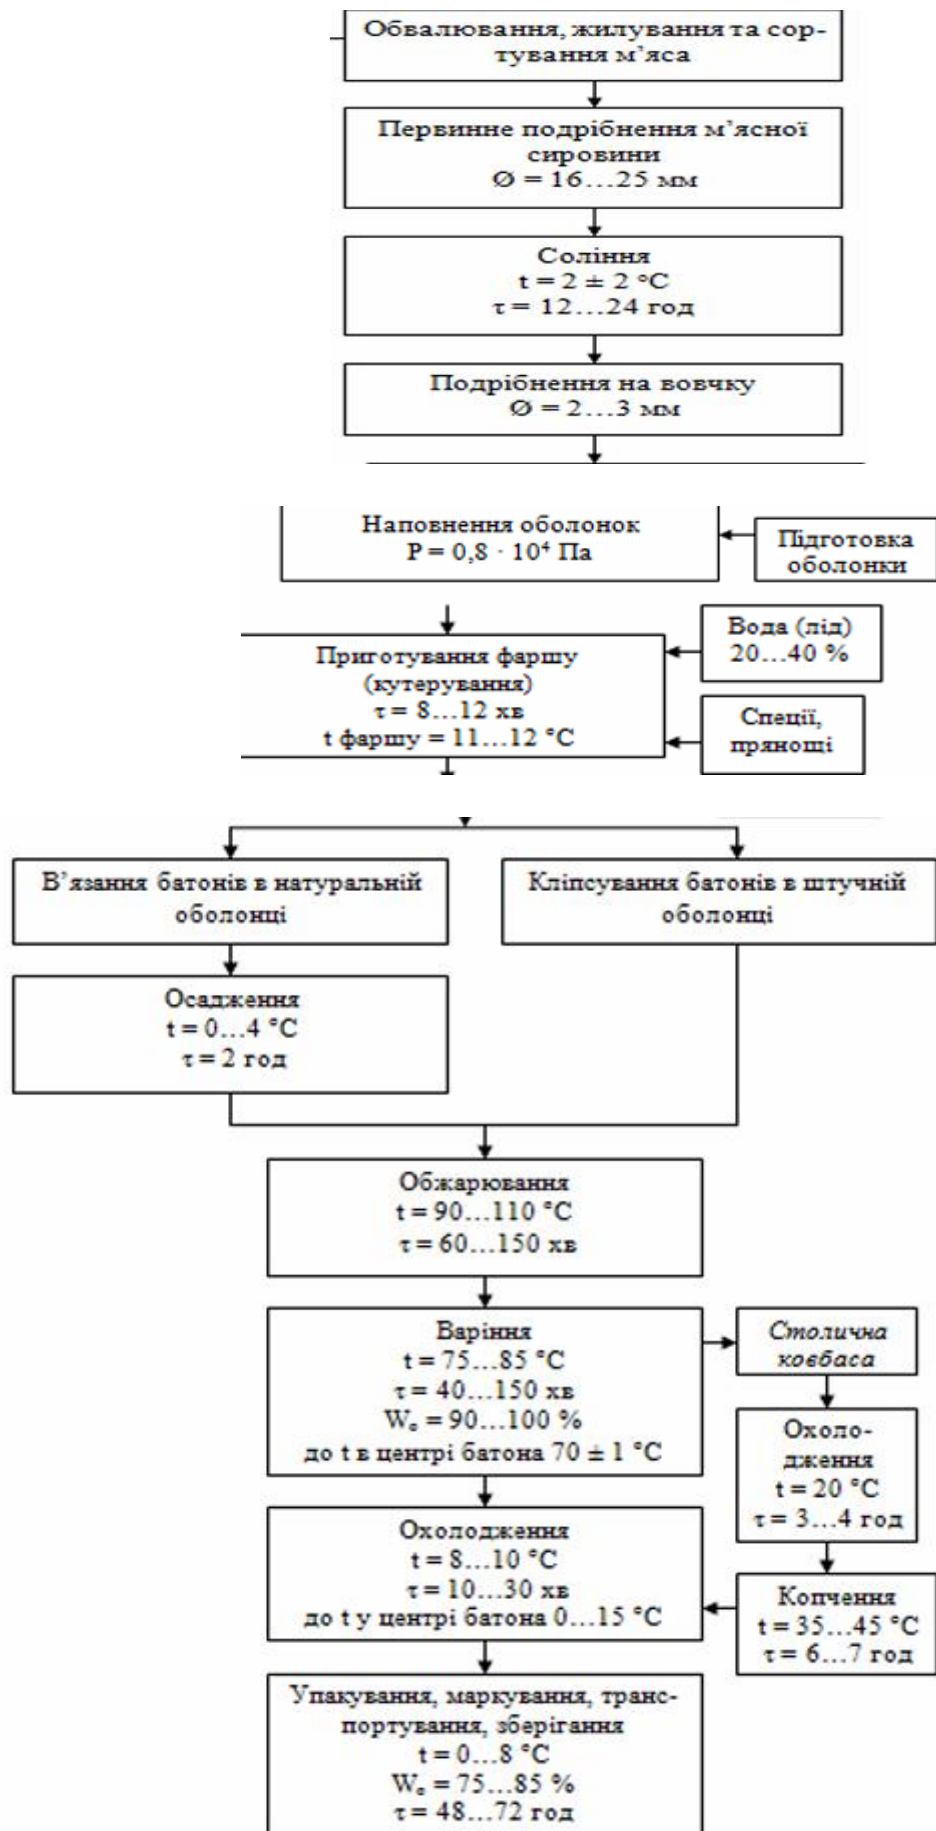 Обвалювання, жилування та сор-
тування м’яса
Первинне подрібнення м’ясної
сировини
Ø = 16…25 мм
Соління
t = 2 ± 2 °С
τ = 12…24 год
Подрібнення на вовчку
Ø = 2…3 мм
Наповнення оболонок
Р = 0,8 · 10⁴ Па
Підготовка
оболонки
Приготування фаршу
(кутерування)
τ = 8…12 хв
t фаршу = 11…12 °С
Вода (лід)
20…40 %
Спеції,
прянощі
В’язання батонів в натуральній
оболонці
Кліпсування батонів в штучній
оболонці
Осадження
t = 0…4 °С
τ = 2 год
Обжарювання
t = 90…110 °С
τ = 60…150 хв
Варіння
t = 75…85 °С
τ = 40…150 хв
Wₑ = 90…100 %
до t в центрі батона 70 ± 1 °С
Столична
ковбаса
Охоло-
дження
t = 20 °С
τ = 3…4 год
Охолодження
t = 8…10 °С
τ = 10…30 хв
до t у центрі батона 0…15 °С
Копчення
t = 35…45 °С
τ = 6…7 год
Упакування, маркування, транс-
портування, зберігання
t = 0…8 °С
Wₑ = 75…85 %
τ = 48…72 год